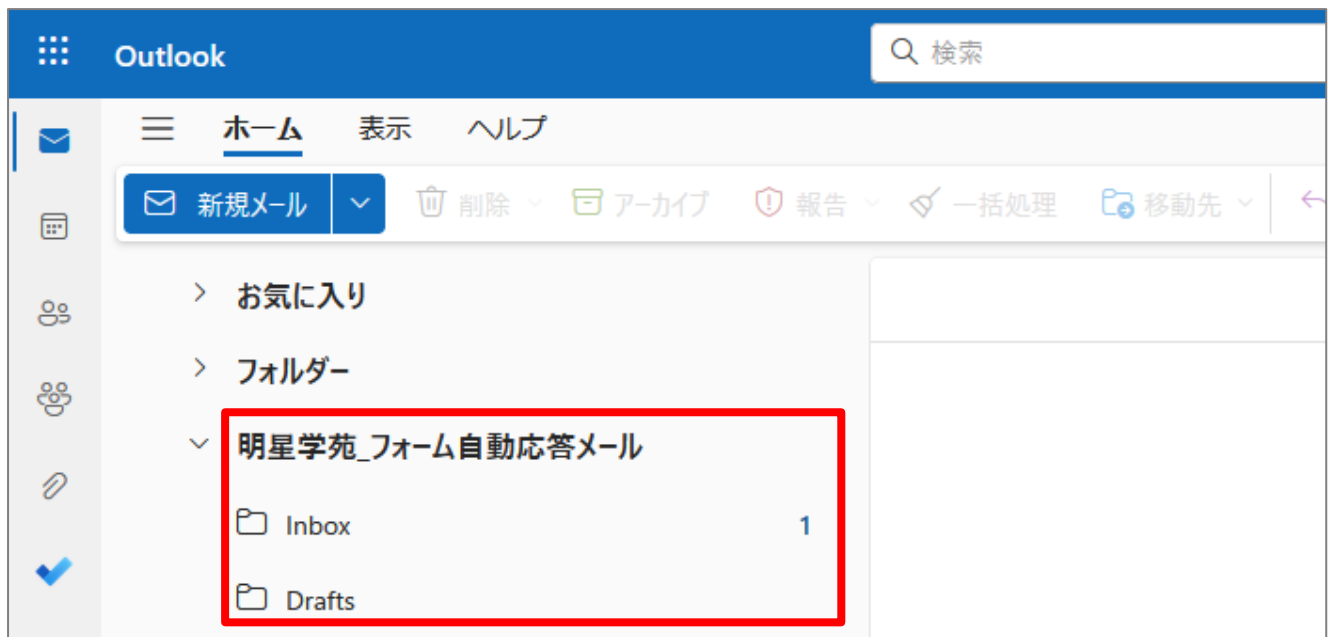 Outlook
検索
ホーム 表示 ヘルプ
新規メール 削除 アーカイブ 報告 一括処理 移動先
お気に入り
フォルダー
明星学苑_フォーム自動応答メール
Inbox 1
Drafts